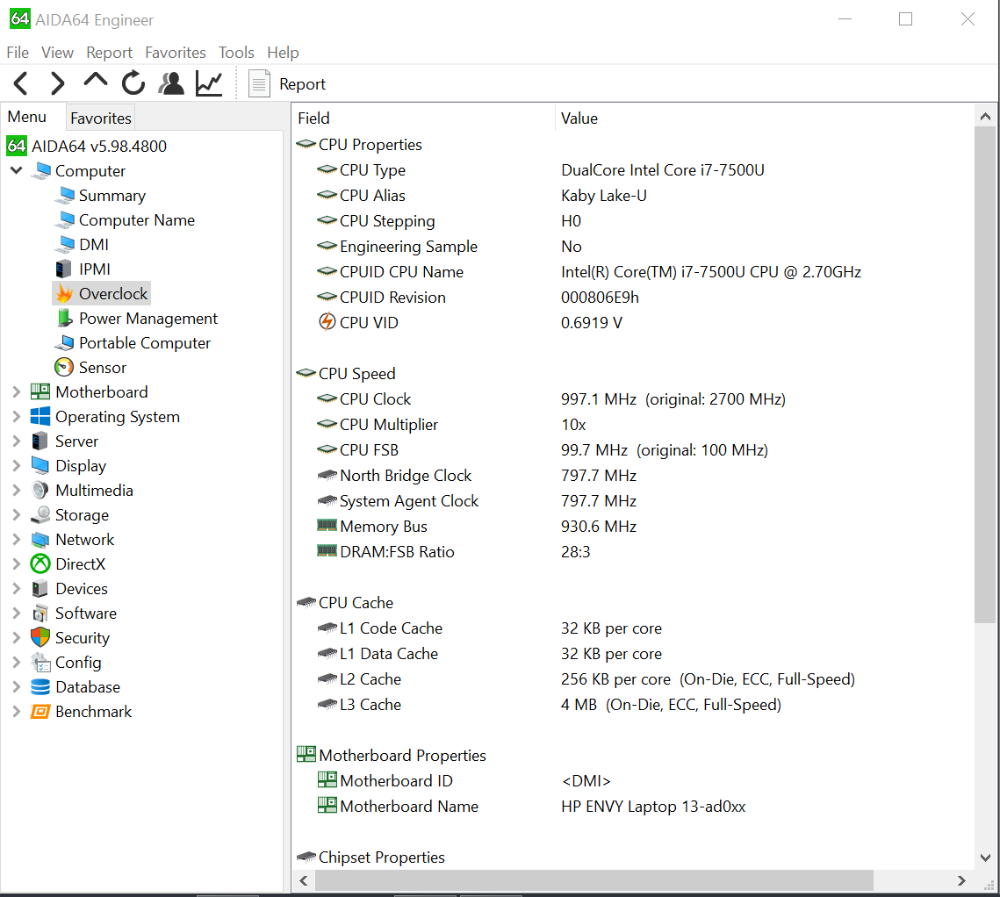 64 AIDA64 Engineer
File View Report Favorites Tools Help
Report
Menu Favorites
64 AIDA64 v5.98.4800
Computer
Summary
Computer Name
DMI
IPMI
Overclock
Power Management
Portable Computer
Sensor
Motherboard
Operating System
Server
Display
Multimedia
Storage
Network
DirectX
Devices
Software
Security
Config
Database
Benchmark
Field Value
CPU Properties
CPU Type DualCore Intel Core i7-7500U
CPU Alias Kaby Lake-U
CPU Stepping H0
Engineering Sample No
CPUID CPU Name Intel(R) Core(TM) i7-7500U CPU @ 2.70GHz
CPUID Revision 000806E9h
CPU VID 0.6919 V
CPU Speed
CPU Clock 997.1 MHz (original: 2700 MHz)
CPU Multiplier 10x
CPU FSB 99.7 MHz (original: 100 MHz)
North Bridge Clock 797.7 MHz
System Agent Clock 797.7 MHz
Memory Bus 930.6 MHz
DRAM:FSB Ratio 28:3
CPU Cache
L1 Code Cache 32 KB per core
L1 Data Cache 32 KB per core
L2 Cache 256 KB per core (On-Die, ECC, Full-Speed)
L3 Cache 4 MB (On-Die, ECC, Full-Speed)
Motherboard Properties
Motherboard ID <DMI>
Motherboard Name HP ENVY Laptop 13-ad0xx
Chipset Properties